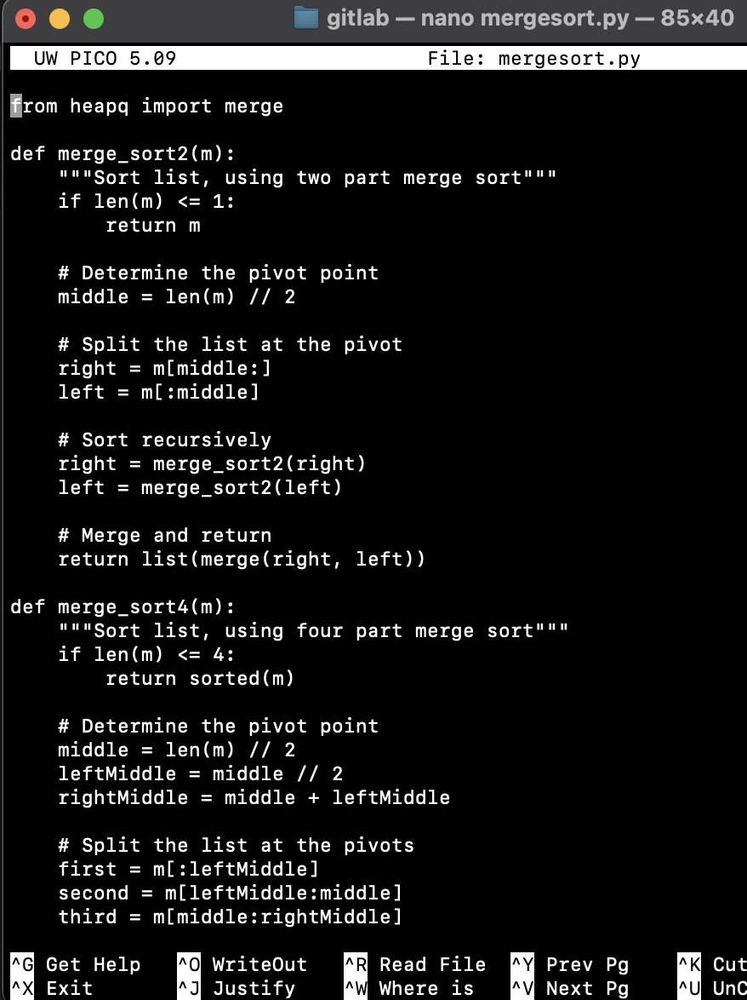 gitlab — nano mergesort.py — 85×40
UW PICO 5.09 File: mergesort.py
from heapq import merge
def merge_sort2(m):
"""Sort list, using two part merge sort"""
if len(m) <= 1:
return m
# Determine the pivot point
middle = len(m) // 2
# Split the list at the pivot
right = m[middle:]
left = m[:middle]
# Sort recursively
right = merge_sort2(right)
left = merge_sort2(left)
# Merge and return
return list(merge(right, left))
def merge_sort4(m):
"""Sort list, using four part merge sort"""
if len(m) <= 4:
return sorted(m)
# Determine the pivot point
middle = len(m) // 2
leftMiddle = middle // 2
rightMiddle = middle + leftMiddle
# Split the list at the pivots
first = m[:leftMiddle]
second = m[leftMiddle:middle]
third = m[middle:rightMiddle]
^G Get Help ^O WriteOut ^R Read File ^Y Prev Pg ^K Cut
^X Exit ^J Justify ^W Where is ^V Next Pg ^U UnC